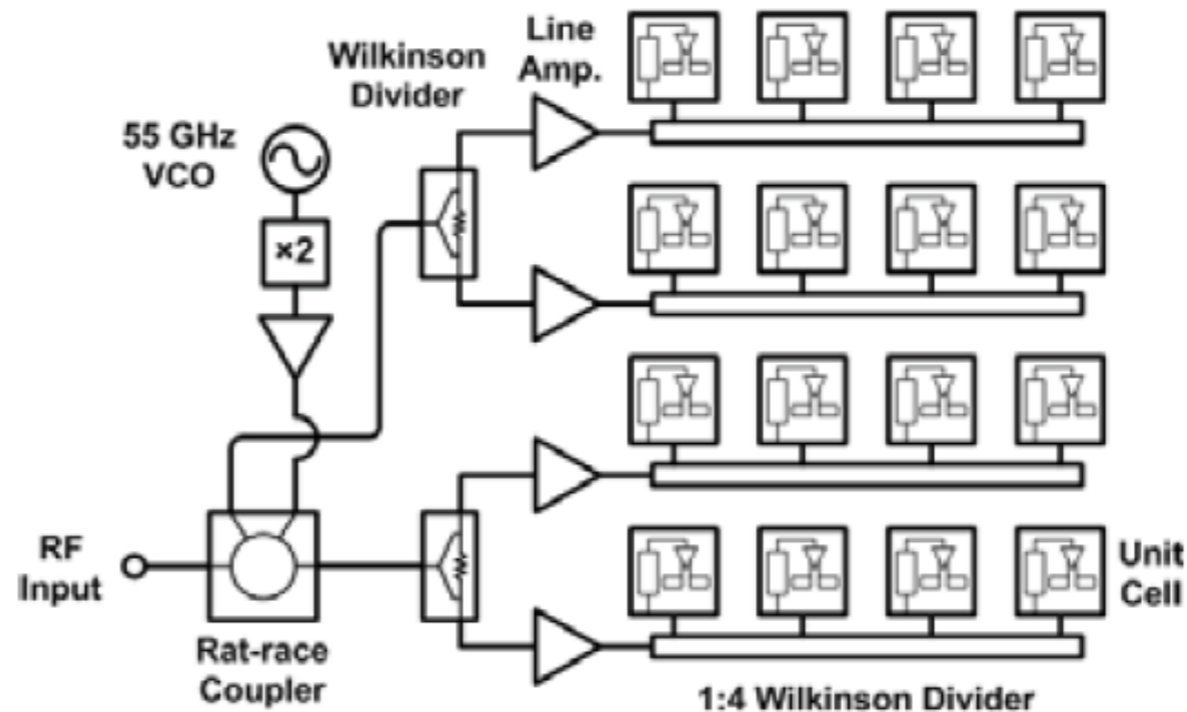 Wilkinson
Divider
Line
Amp.
55 GHz
VCO
×2
RF
Input
Rat-race
Coupler
Unit
Cell
1:4 Wilkinson Divider